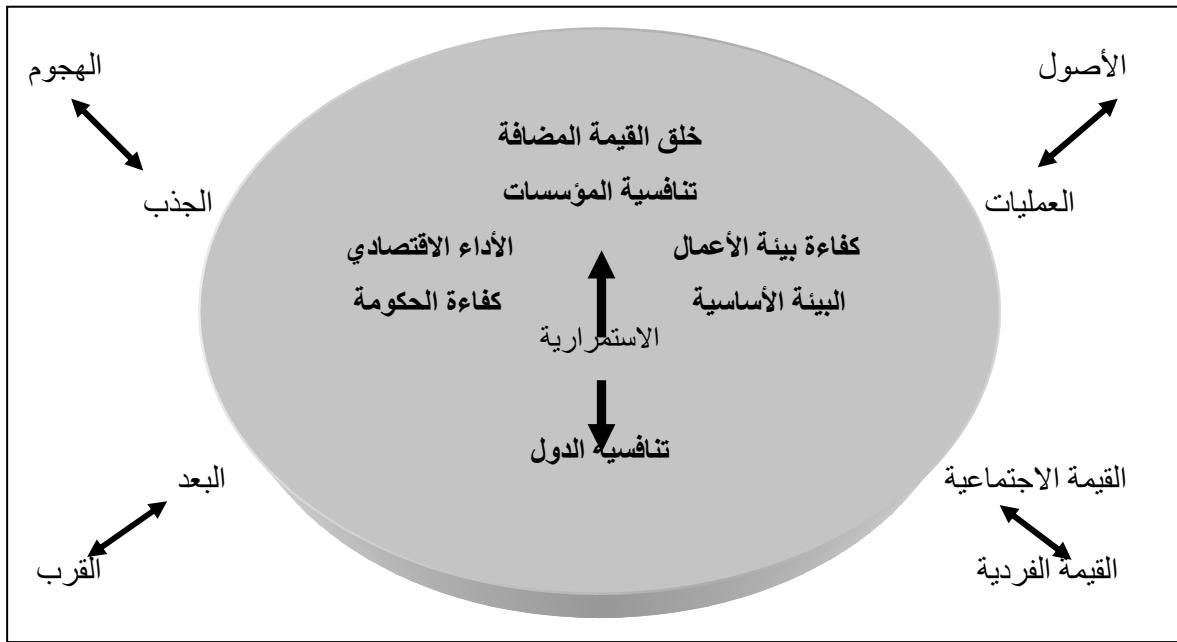 الأصول
الهجوم
العمليات
الجذب
خلق القيمة المضافة
تنافسية المؤسسات
كفاءة بيئة الأعمال
الأداء الاقتصادي
البيئة الأساسية
كفاءة الحكومة
الاستمرارية
تنافسية الدول
القيمة الاجتماعية
البعد
القيمة الفردية
القرب